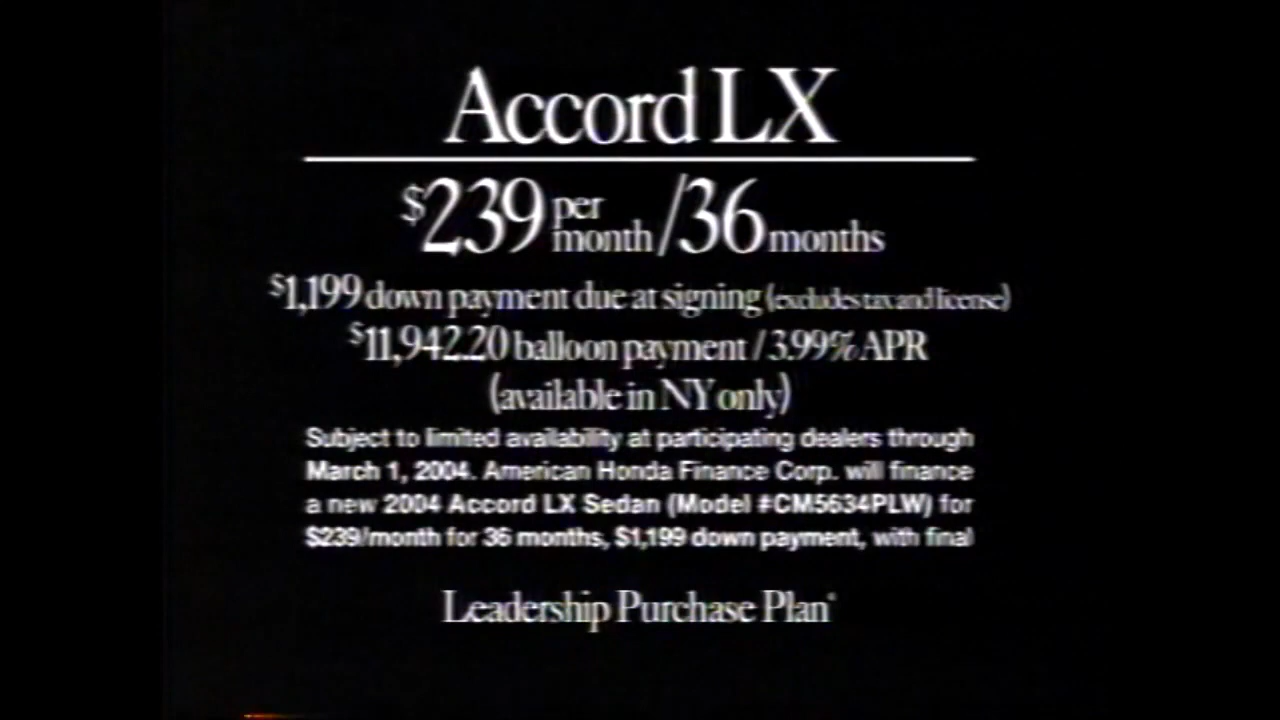 Accord LX
$239 per month/36 months
$1,199 down payment due at signing (excludes tax and license)
$11,942.20 balloon payment / 3.99% APR
(available in NY only)
Subject to limited availability at participating dealers through
March 1, 2004. American Honda Finance Corp. will finance
a new 2004 Accord LX Sedan (Model #CM5634PLW) for
$239/month for 36 months, $1,199 down payment, with final
Leadership Purchase Plan*